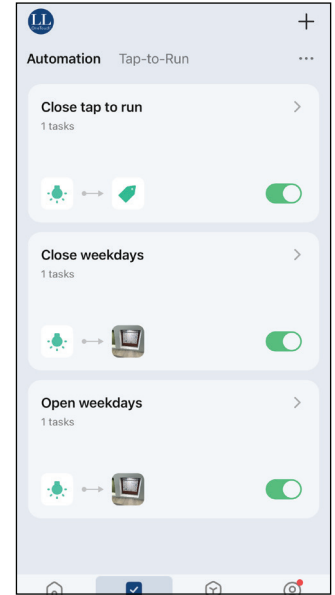 LL
Automation Tap-to-Run
Close tap to run
1 tasks
Close weekdays
1 tasks
Open weekdays
1 tasks